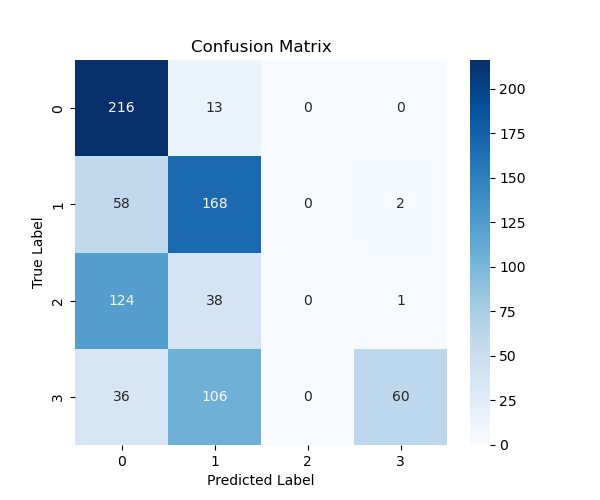 Confusion Matrix
True Label
0 216 13 0 0
1 58 168 0 2
2 124 38 0 1
3 36 106 0 60
0 1 2 3
Predicted Label
200
175
150
125
100
75
50
25
0